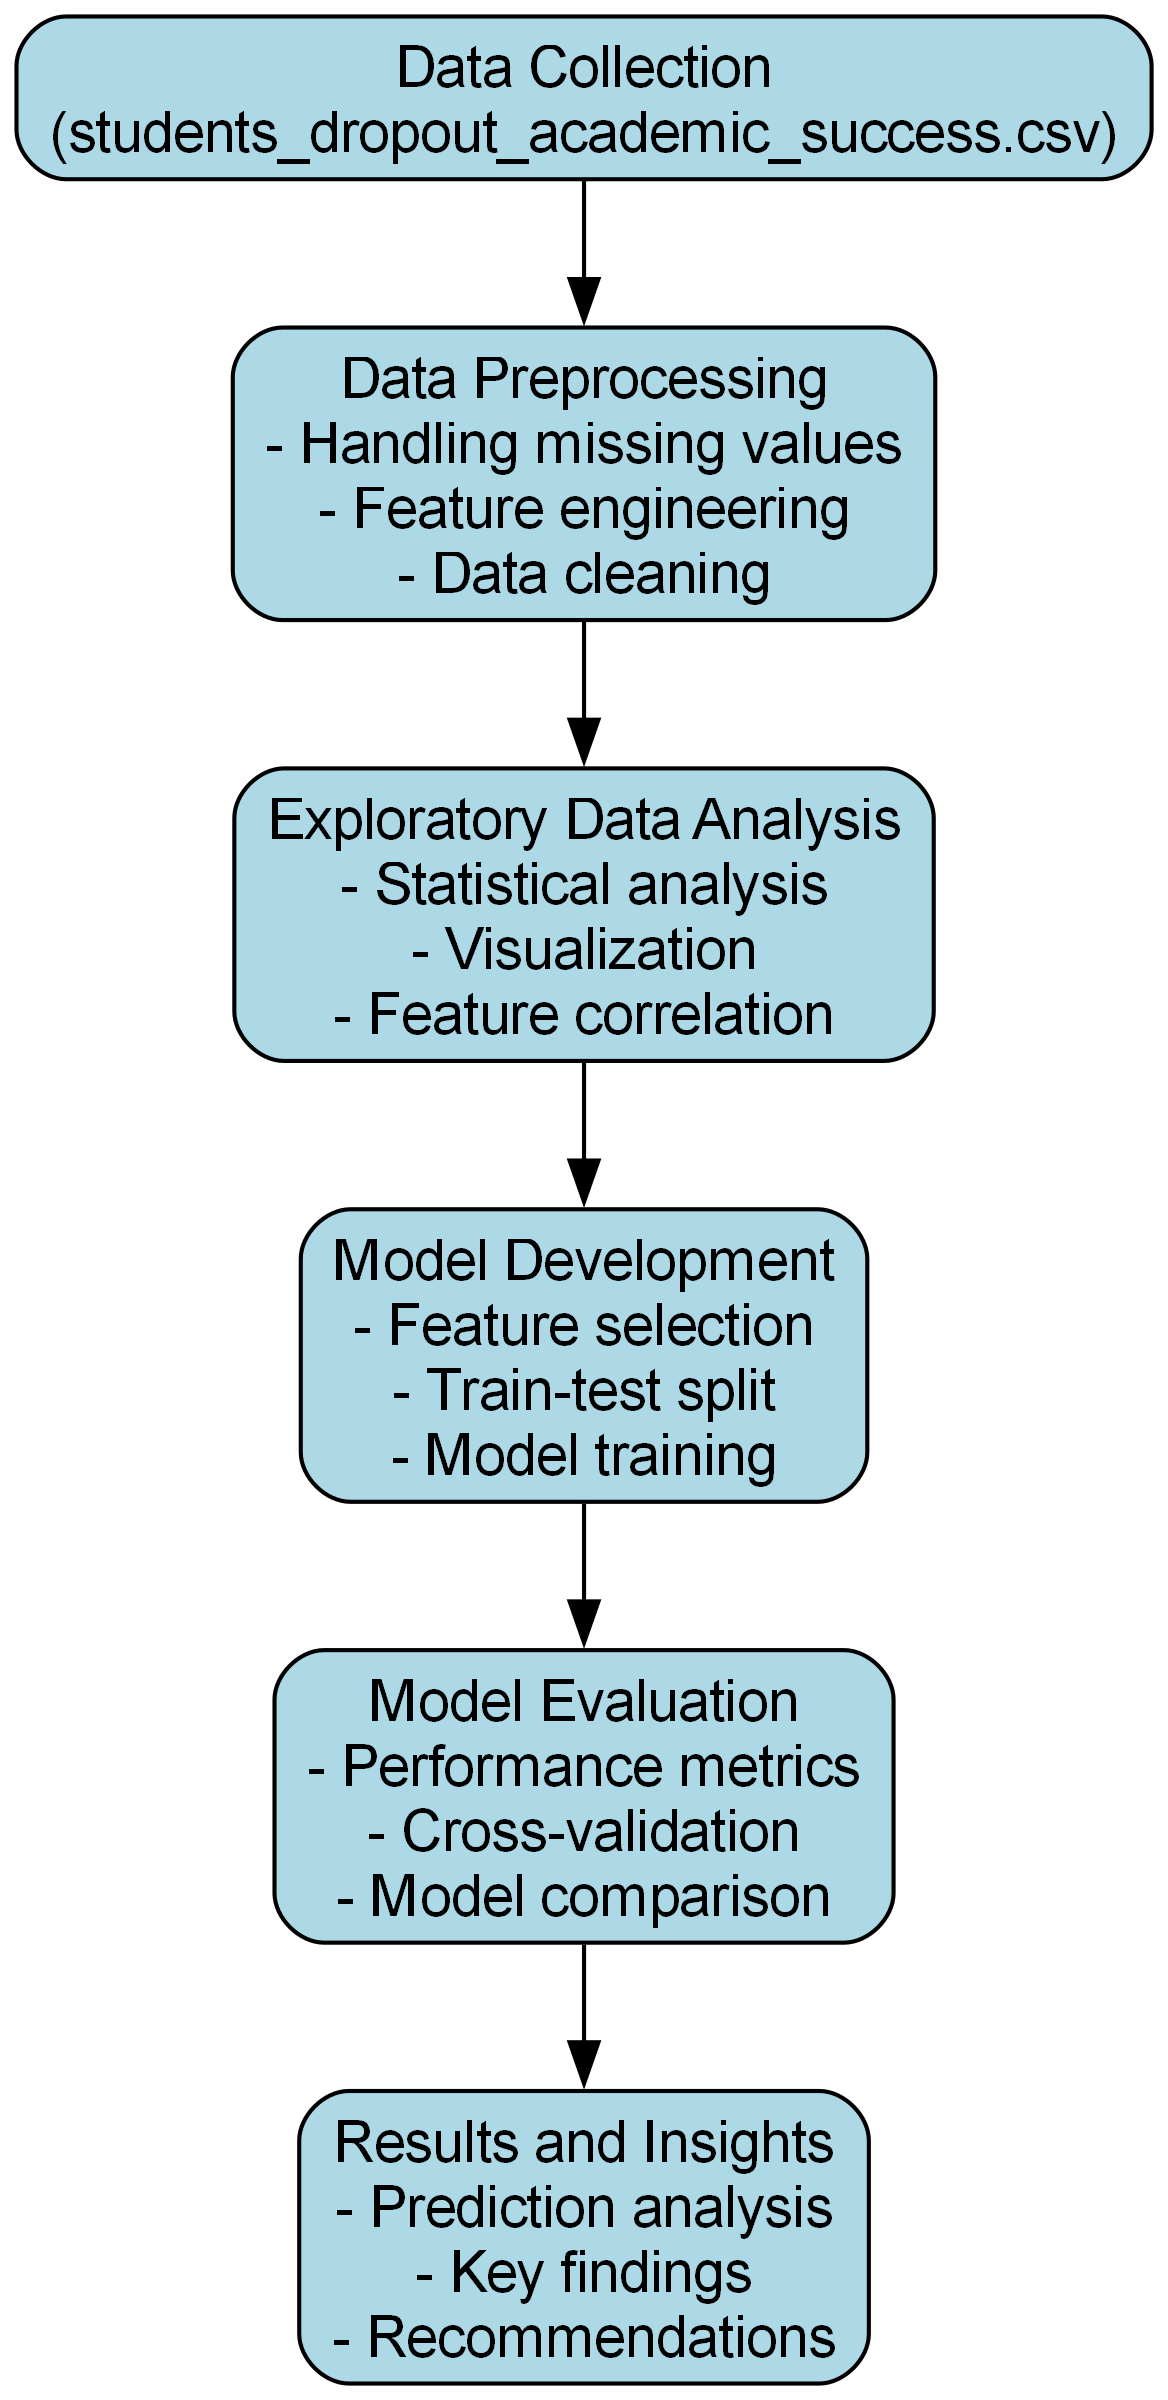 Data Collection
(students_dropout_academic_success.csv)
Data Preprocessing
- Handling missing values
- Feature engineering
- Data cleaning
Exploratory Data Analysis
- Statistical analysis
- Visualization
- Feature correlation
Model Development
- Feature selection
- Train-test split
- Model training
Model Evaluation
- Performance metrics
- Cross-validation
- Model comparison
Results and Insights
- Prediction analysis
- Key findings
- Recommendations